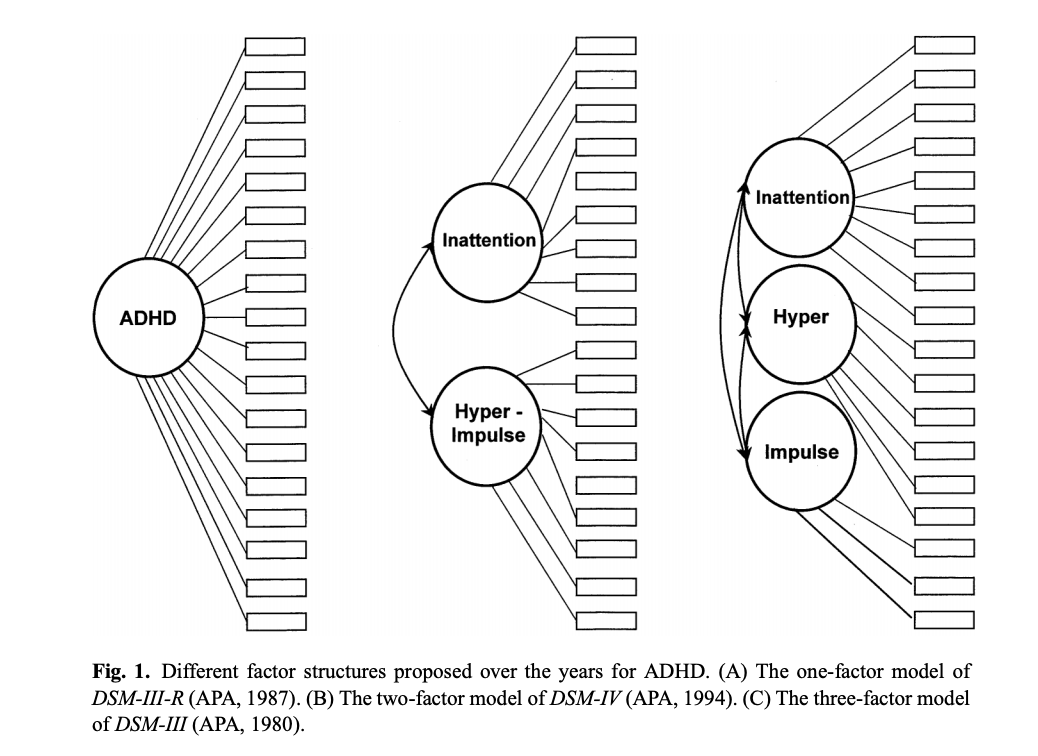 ADHD
Inattention
Hyper -
Impulse
Inattention
Hyper
Impulse
Fig. 1. Different factor structures proposed over the years for ADHD. (A) The one-factor model of
DSM-III-R (APA, 1987). (B) The two-factor model of DSM-IV (APA, 1994). (C) The three-factor model
of DSM-III (APA, 1980).